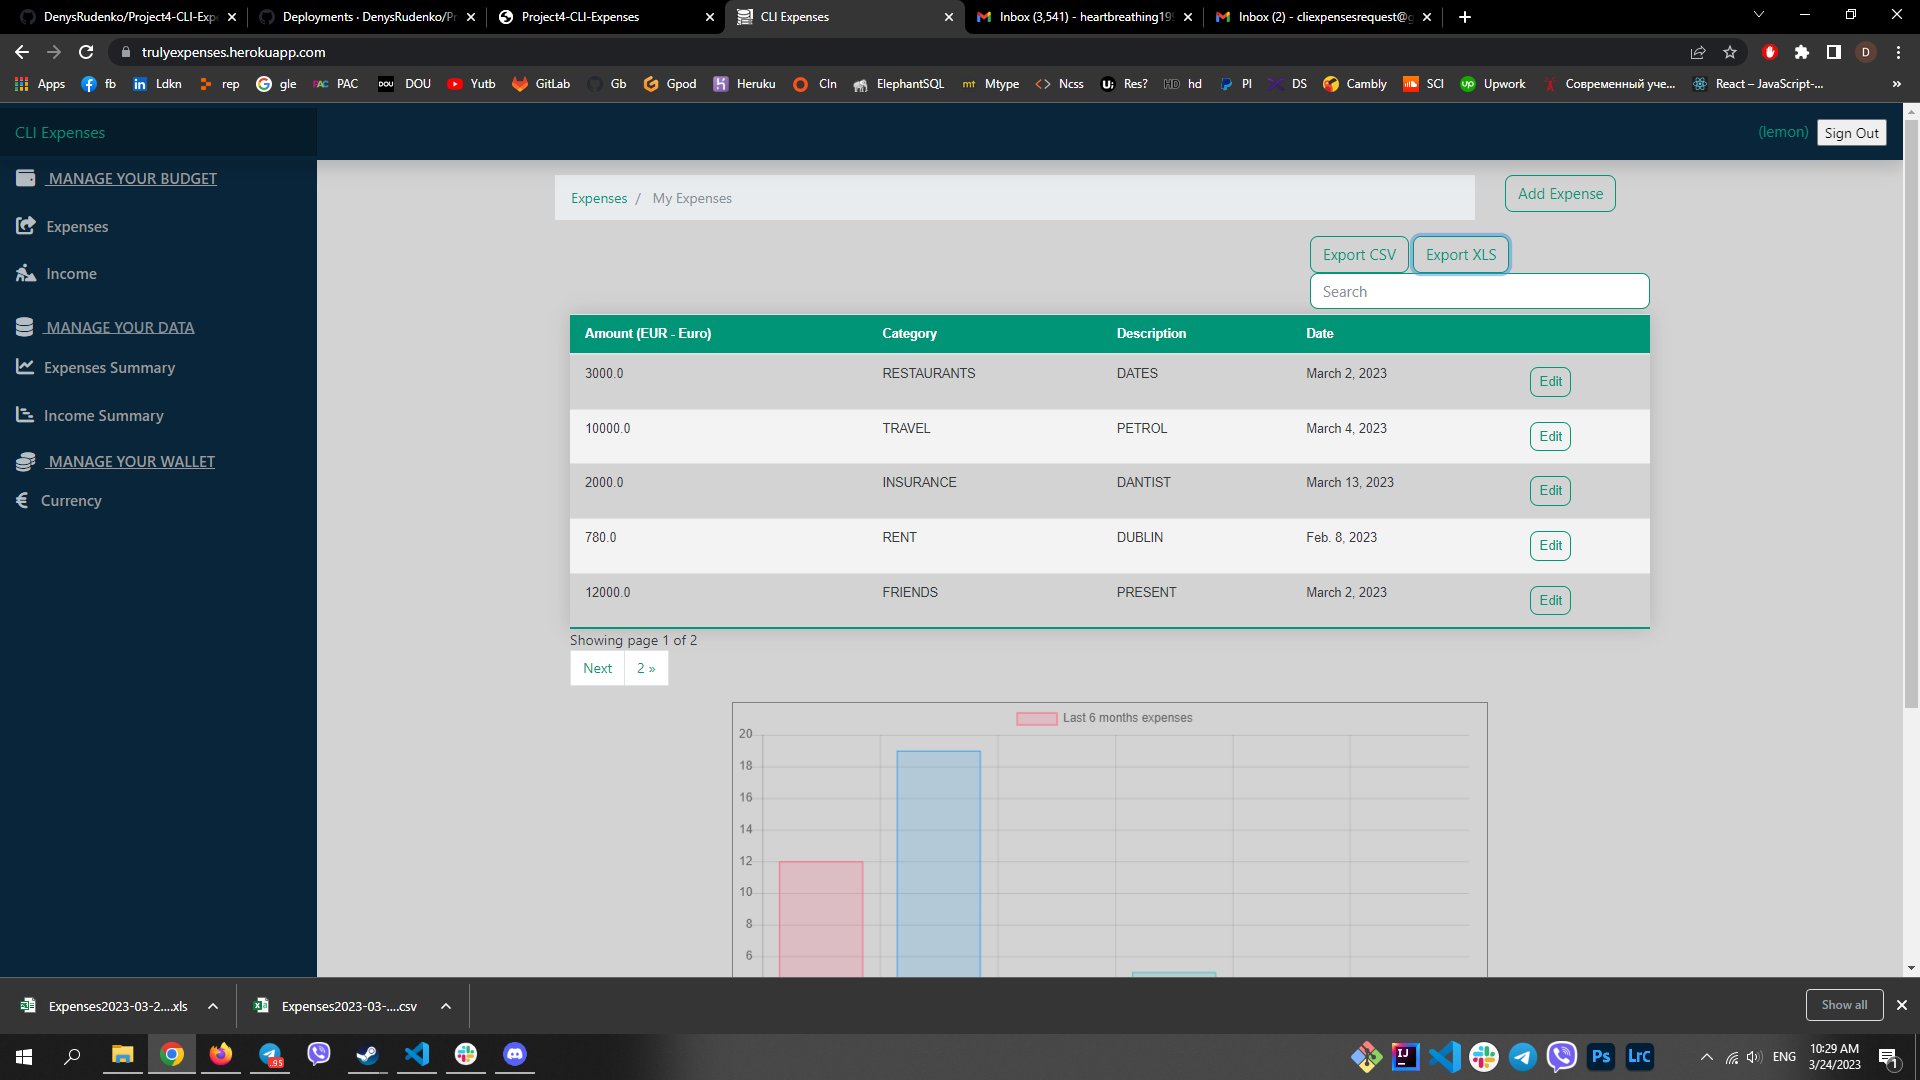 DenysRudenko/Project4-CLI-Exp
Deployments · DenysRudenko/Pr
Project4-CLI-Expenses
CLI Expenses
Inbox (3,541) - heartbreathing19
Inbox (2) - cliexpensesrequest@g
trulyexpenses.herokuapp.com
D
Apps
fb
Ldkn
rep
gle
PAC
DOU
Yutb
GitLab
Gb
Gpod
Heruku
CIn
ElephantSQL
mt Mtype
Ncss
Res?
HD hd
PI
DS
Cambly
SCI
Upwork
Современный уче...
React – JavaScript-...
»
CLI Expenses
(lemon)
Sign Out
MANAGE YOUR BUDGET
Expenses
Income
MANAGE YOUR DATA
Expenses Summary
Income Summary
MANAGE YOUR WALLET
€ Currency
Expenses / My Expenses
Add Expense
Export CSV
Export XLS
Search
Amount (EUR - Euro) Category Description Date
3000.0 RESTAURANTS DATES March 2, 2023 Edit
10000.0 TRAVEL PETROL March 4, 2023 Edit
2000.0 INSURANCE DANTIST March 13, 2023 Edit
780.0 RENT DUBLIN Feb. 8, 2023 Edit
12000.0 FRIENDS PRESENT March 2, 2023 Edit
Showing page 1 of 2
Next 2 »
Last 6 months expenses
20
18
16
14
12
10
8
6
Expenses2023-03-2....xls
Expenses2023-03-....csv
Show all
95
IJ
Ps
LrC
ENG
10:29 AM
3/24/2023
1